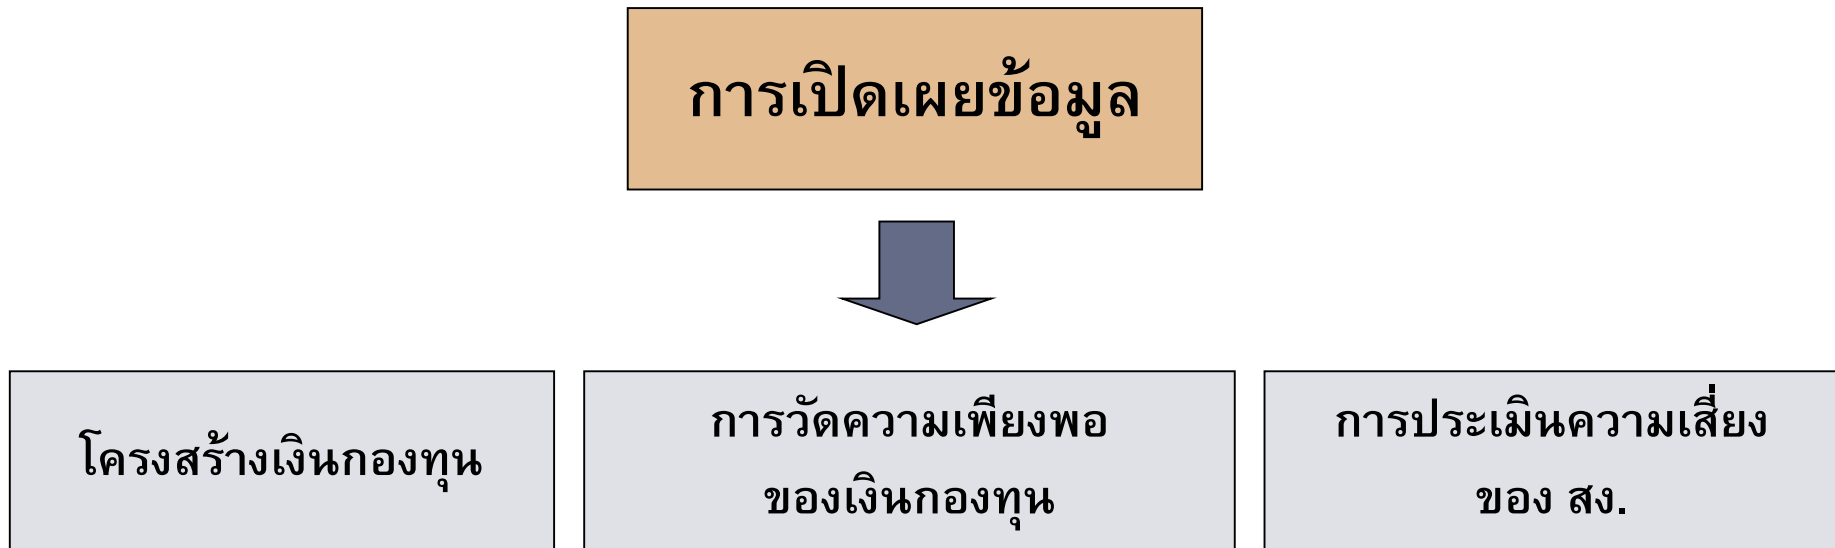 การเปิดเผยข้อมูล
โครงสร้างเงินกองทุน
การวัดความเพียงพอ
ของเงินกองทุน
การประเมินความเสี่ยง
ของ สง.